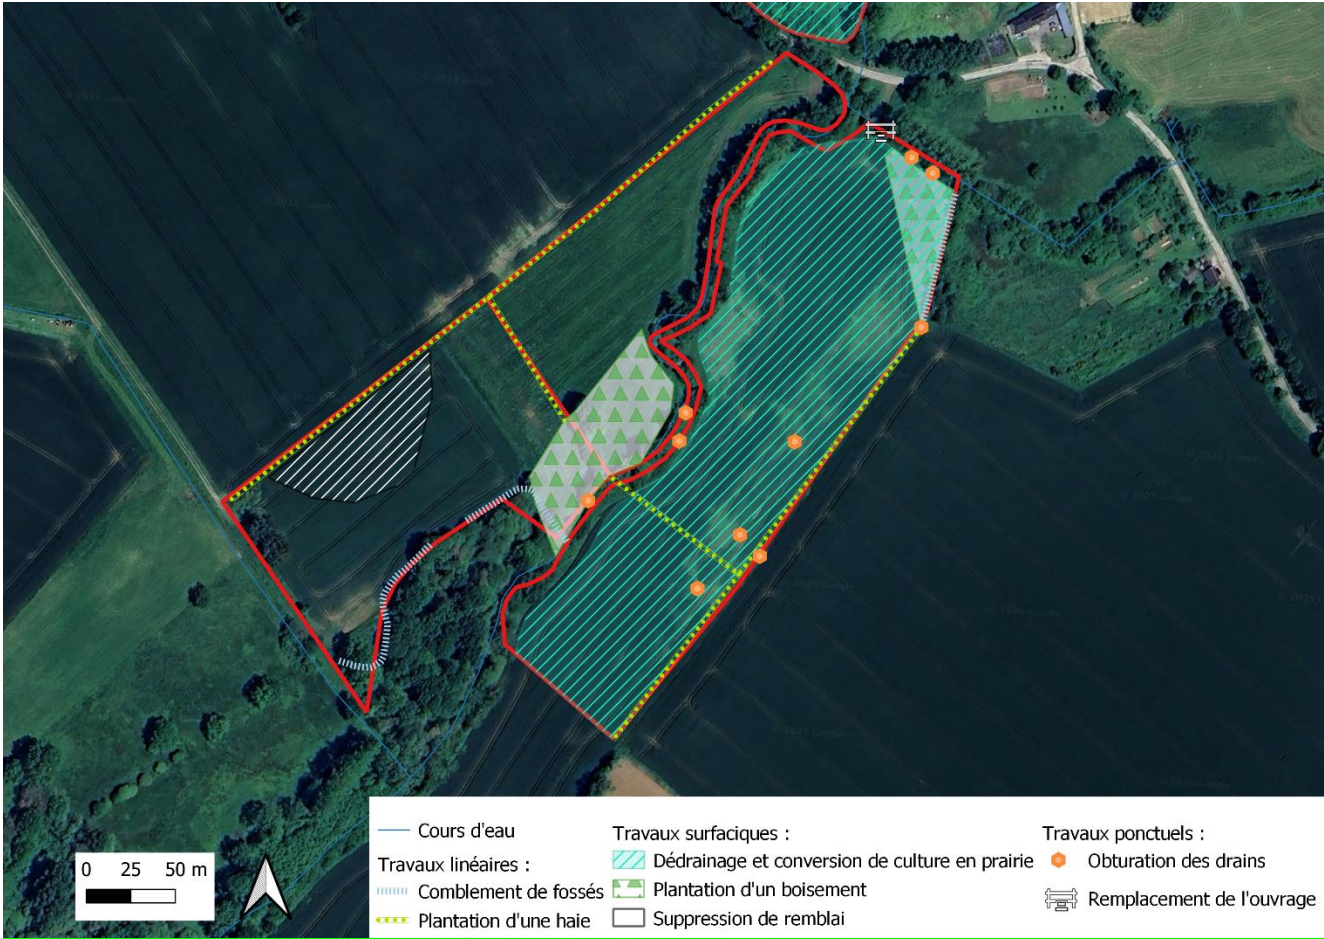 Cours d'eau
Travaux linéaires :
Comblement de fossés
Plantation d'une haie
Travaux surfaciques :
Dédrainage et conversion de culture en prairie
Plantation d'un boisement
Suppression de remblai
Travaux ponctuels :
Obturation des drains
Remplacement de l'ouvrage
0 25 50 m